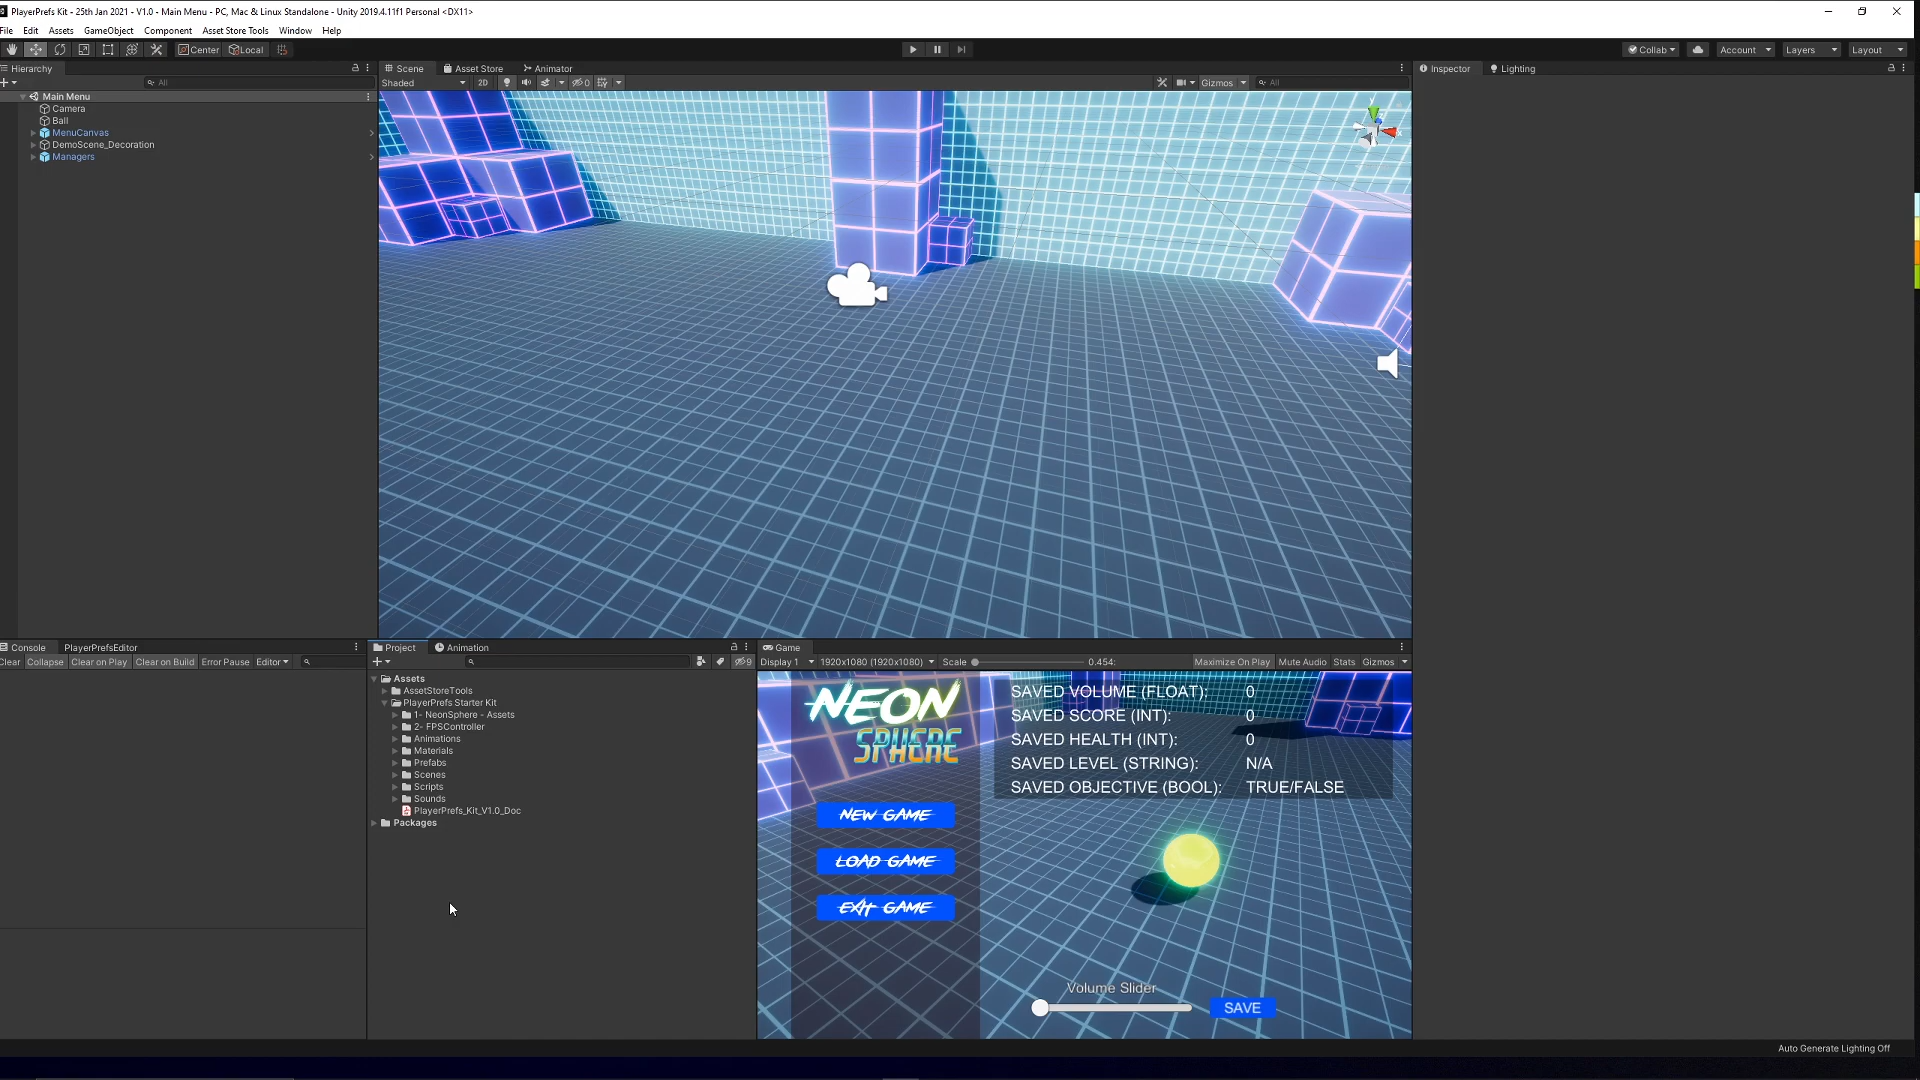 PlayerPrefs Kit - 25th Jan 2021 - V1.0 - Main Menu - PC, Mac & Linux Standalone - Unity 2019.4.11f1 Personal <DX11>
File Edit Assets GameObject Component Asset Store Tools Window Help
Center Local Collab Account Layers Layout
Hierarchy
All
Main Menu
Camera
Ball
MenuCanvas
DemoScene_Decoration
Managers
Scene Asset Store Animator
Shaded 2D 0 Gizmos All
Inspector Lighting
Console PlayerPrefsEditor
Clear Collapse Clear on Play Clear on Build Error Pause Editor
Project Animation
9
Assets
AssetStoreTools
PlayerPrefs Starter Kit
1- NeonSphere - Assets
2- FPSController
Animations
Materials
Prefabs
Scenes
Scripts
Sounds
PlayerPrefs_Kit_V1.0_Doc
Packages
Game
Display 1 1920x1080 (1920x1080) Scale 0.454: Maximize On Play Mute Audio Stats Gizmos
NEON
SPHERE
NEW GAME
LOAD GAME
EXIT GAME
SAVED VOLUME (FLOAT): 0
SAVED SCORE (INT): 0
SAVED HEALTH (INT): 0
SAVED LEVEL (STRING): N/A
SAVED OBJECTIVE (BOOL): TRUE/FALSE
Volume Slider
SAVE
Auto Generate Lighting Off